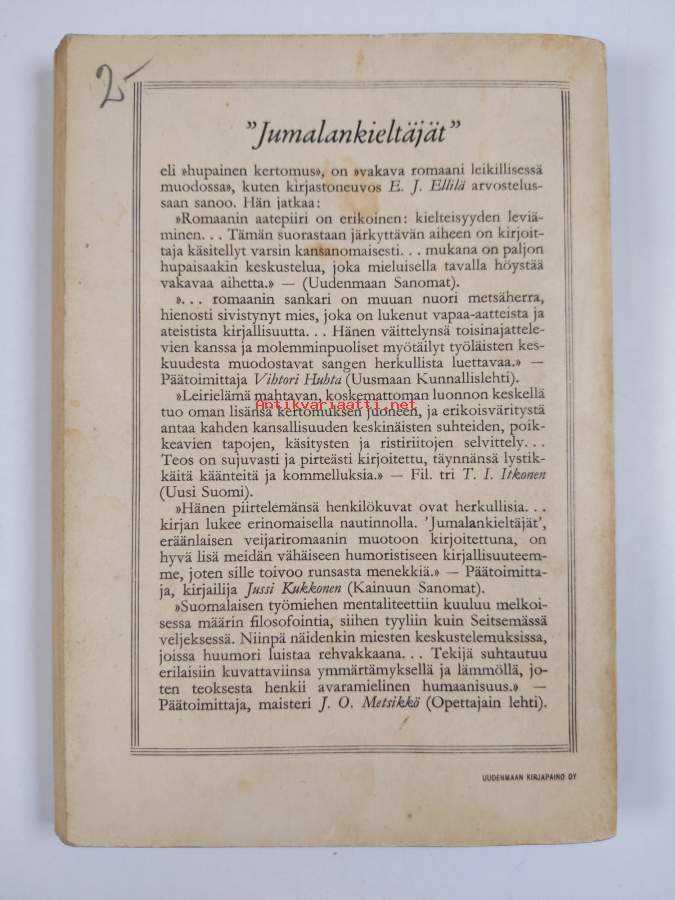 2-
”Jumalankieltäjät”
eli »hupainen kertomus», on »vakava romaani leikillisessä
muodossa», kuten kirjastoneuvos E. J. Ellilä arvostelus-
saan sanoo. Hän jatkaa:
»Romaanin aatepiiri on erikoinen: kielteisyyden leviä-
minen... Tämän suorastaan järkyttävän aiheen on kirjoit-
taja käsitellyt varsin kansanomaisesti... mukana on paljon
hupaisaakin keskustelua, joka mieluisella tavalla höystää
vakavaa aihetta.» — (Uudenmaan Sanomat).
»... romaanin sankari on muuan nuori metsäherra,
hienosti sivistynyt mies, joka on lukenut vapaa-aatteista ja
ateistista kirjallisuutta... Hänen väittelynsä toisinajattele-
vien kanssa ja molemminpuoliset myötäilyt työläisten kes-
kuudesta muodostavat sangen herkullista luettavaa.» —
Päätoimittaja Vihtori Huhta (Uusmaan Kunnallislehti).
»Leirielämä mahtavan, koskemattoman luonnon keskellä
tuo oman lisänsä kertomuksen juoneen, ja erikoisväritystä
Antikvariaatti.net
antaa kahden kansallisuuden keskinäisten suhteiden, poik-
keavien tapojen, käsitysten ja ristiriitojen selvittely...
Teos on sujuvasti ja pirteästi kirjoitettu, täynnänsä lystik-
käitä käänteitä ja kommelluksia.» — Fil. tri T. I. Itkonen
(Uusi Suomi).
»Hänen piirtelemänsä henkilökuvat ovat herkullisia...
kirjan lukee erinomaisella nautinnolla. ’Jumalankieltäjät’,
eräänlaisen veijariromaanin muotoon kirjoitettuna, on
hyvä lisä meidän vähäiseen humoristiseen kirjallisuuteem-
me, joten sille toivoo runsasta menekkiä.» — Päätoimitta-
ja, kirjailija Jussi Kukkonen (Kainuun Sanomat).
»Suomalaisen työmiehen mentaliteettiin kuuluu melkoi-
sessa määrin filosofointia, siihen tyyliin kuin Seitsemässä
veljeksessä. Niinpä näidenkin miesten keskustelemuksissa,
joissa huumori luistaa rehvakkaana... Tekijä suhtautuu
erilaisiin kuvattaviinsa ymmärtämyksellä ja lämmöllä, jo-
ten teoksesta henkii avaramielinen humaanisuus.» —
Päätoimittaja, maisteri J. O. Metsikkö (Opettajain lehti).
UUDENMAAN KIRJAPAINO OY